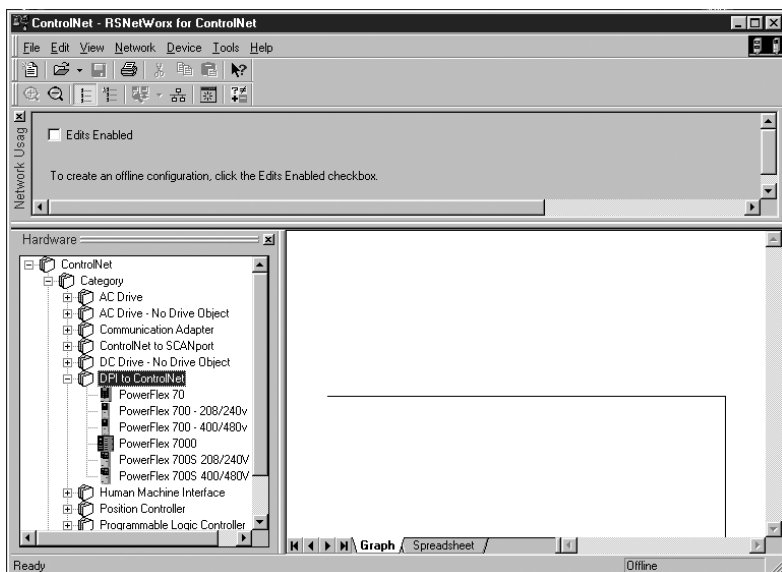 ControlNet - RSNetWorx for ControlNet
File Edit View Network Device Tools Help
Network Usag
Edits Enabled
To create an offline configuration, click the Edits Enabled checkbox.
Hardware
ControlNet
Category
AC Drive
AC Drive - No Drive Object
Communication Adapter
ControlNet to SCANport
DC Drive - No Drive Object
DPI to ControlNet
PowerFlex 70
PowerFlex 700 - 208/240v
PowerFlex 700 - 400/480v
PowerFlex 7000
PowerFlex 700S 208/240V
PowerFlex 700S 400/480V
Human Machine Interface
Position Controller
Programmable Logic Controller
Graph Spreadsheet
Ready Offline